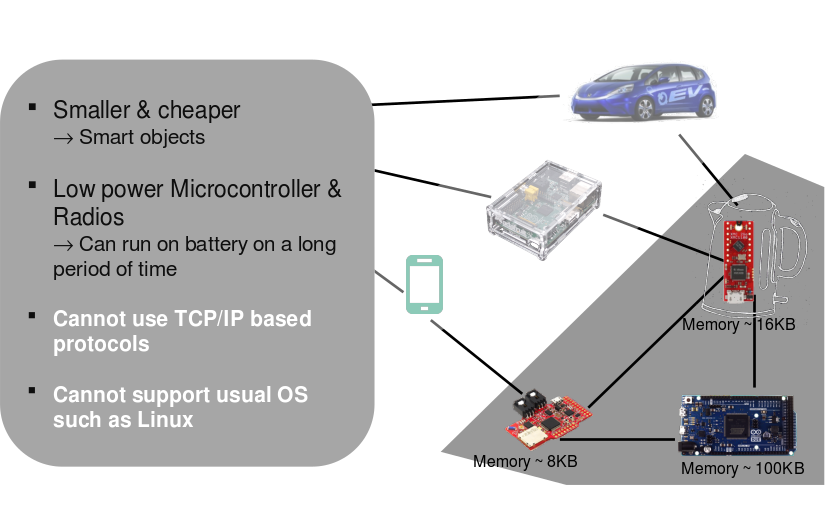 Smaller & cheaper
→ Smart objects
Low power Microcontroller &
Radios
→ Can run on battery on a long
period of time
Cannot use TCP/IP based
protocols
Cannot support usual OS
such as Linux
EV
Memory ~ 16KB
Memory ~ 8KB
Memory ~ 100KB